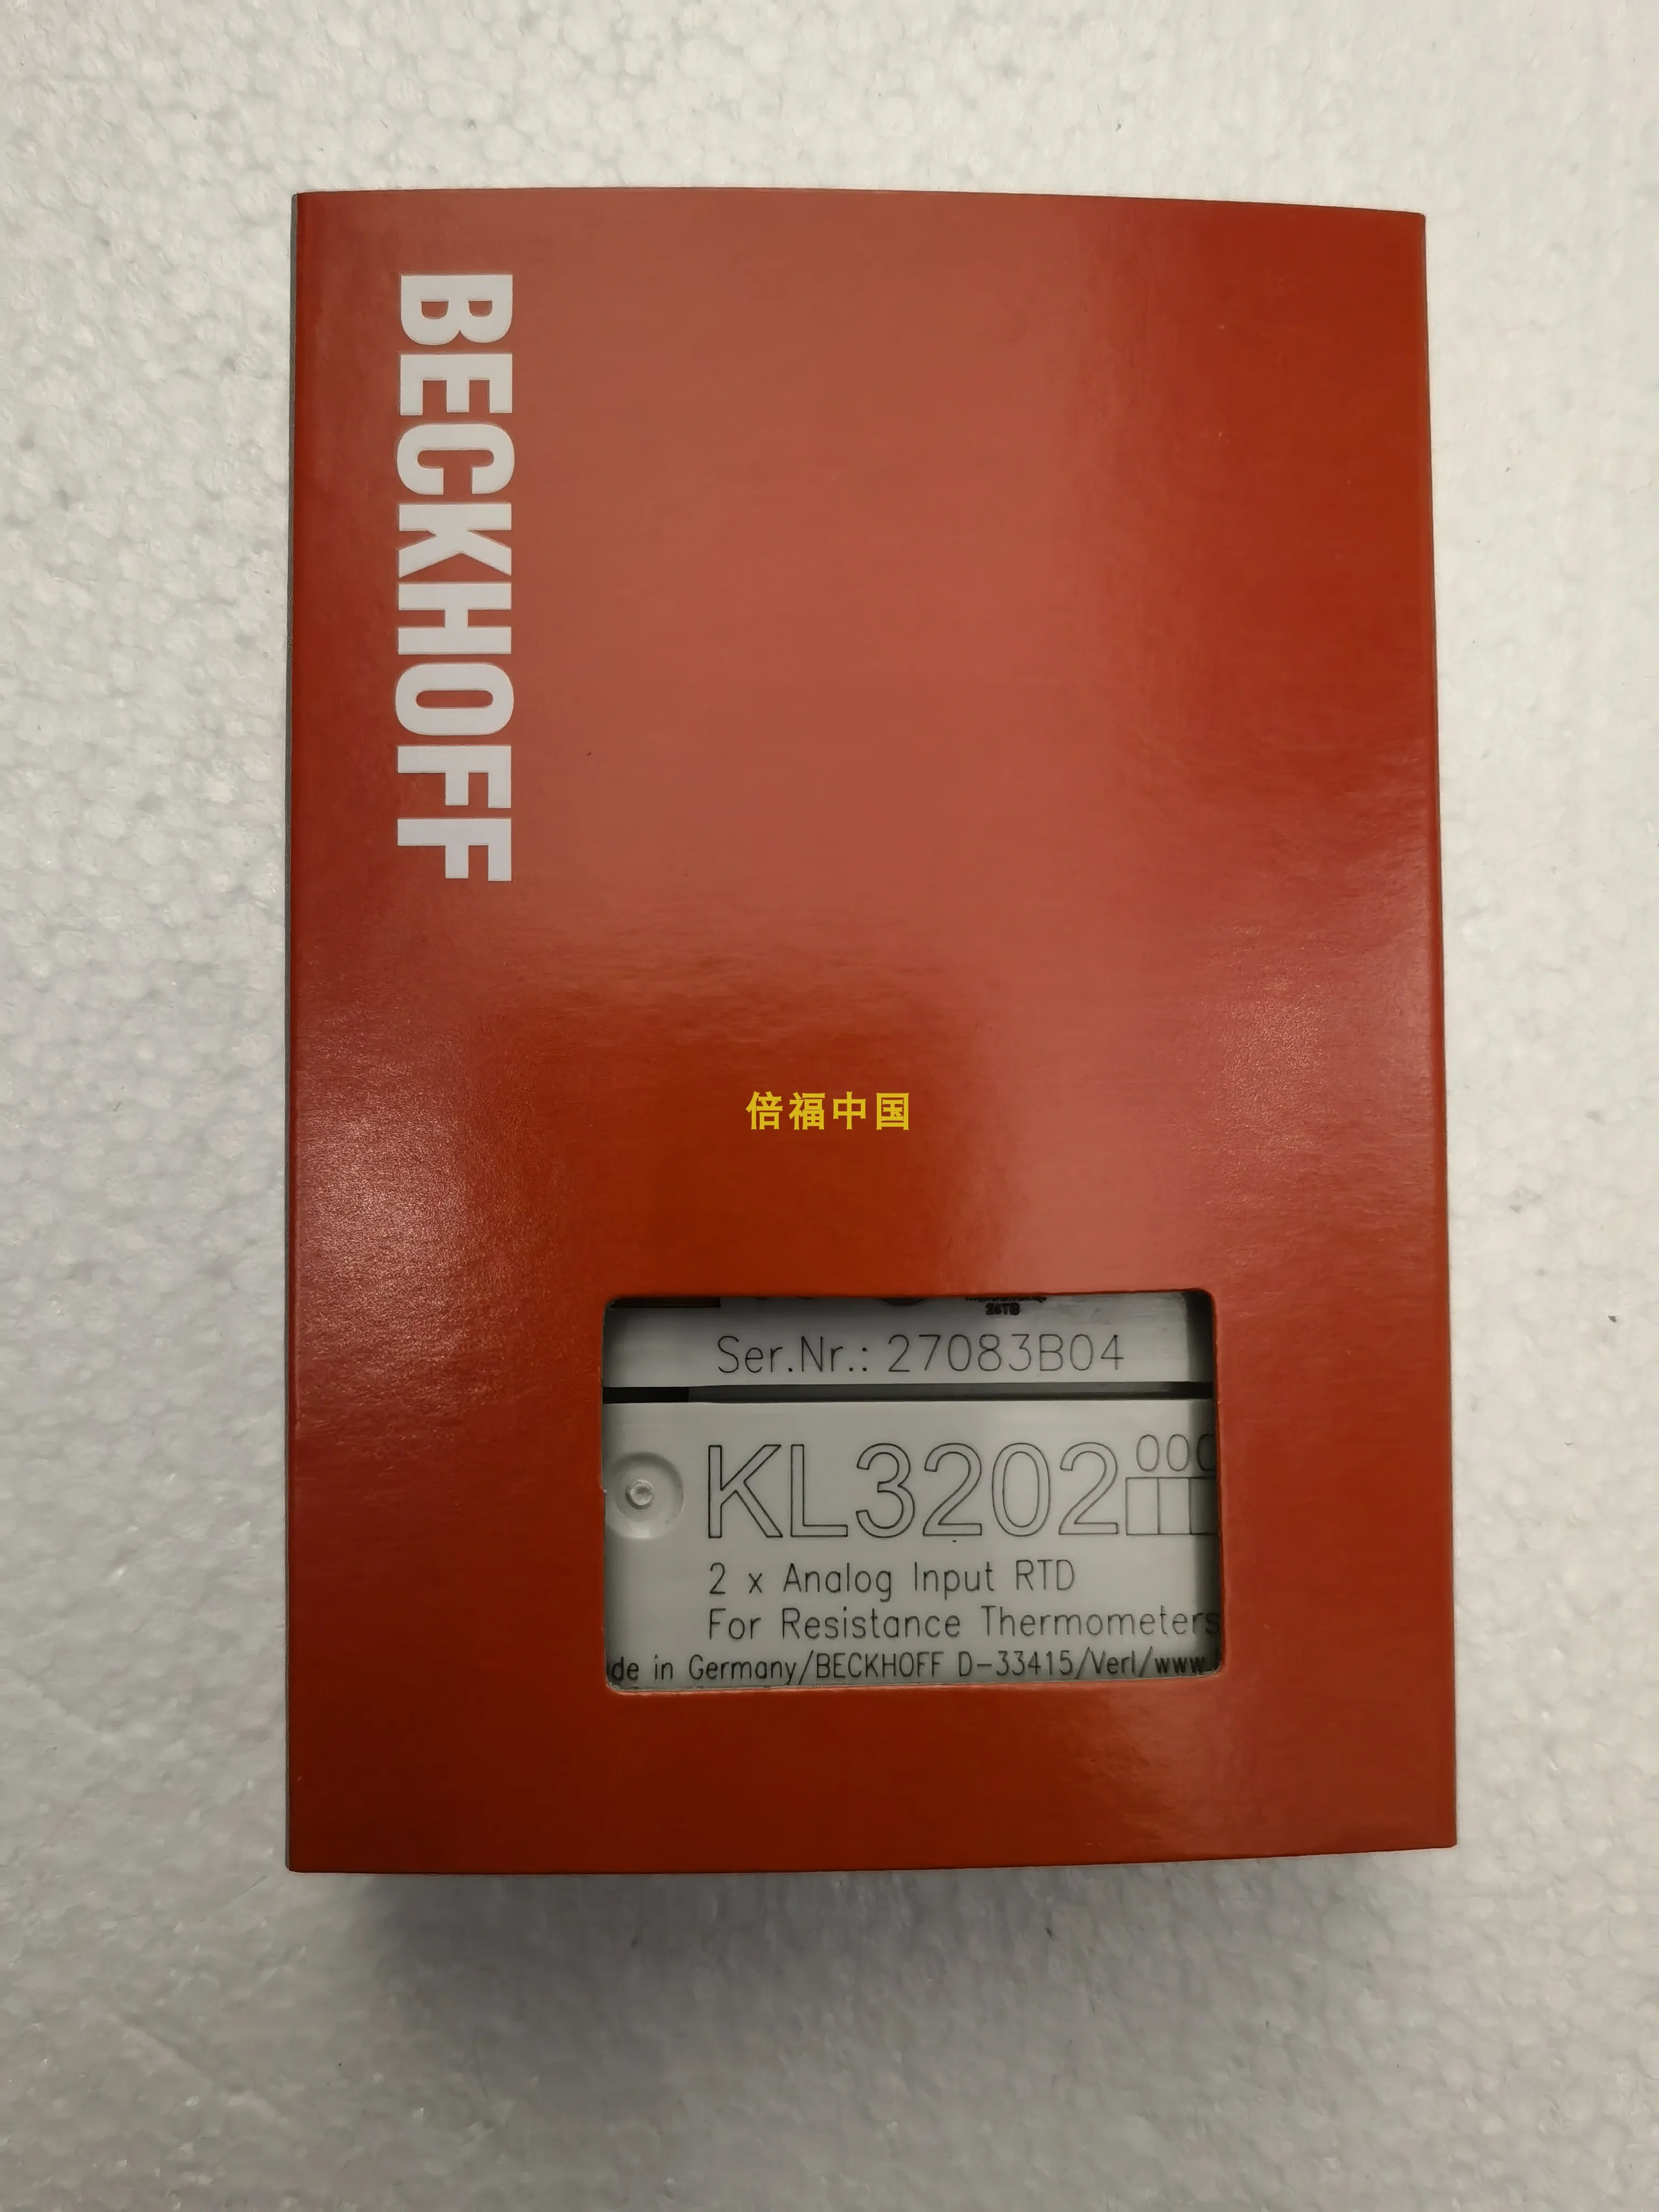 BECKHOFF
倍福中国
Ser.Nr.: 27083B04
KL3202
000
2 x Analog Input RTD
For Resistance Thermometers
de in Germany/BECKHOFF D-33415/Verl/www.